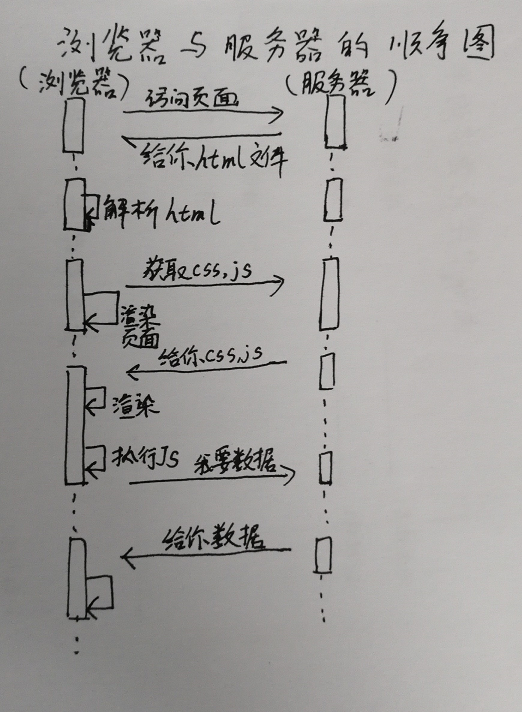 浏览器与服务器的顺序图
(浏览器) (服务器)
访问页面
给你.html文件
解析html
获取css,js
渲染
页面
给你.css,js
渲染
执行JS 我要数据
给你数据